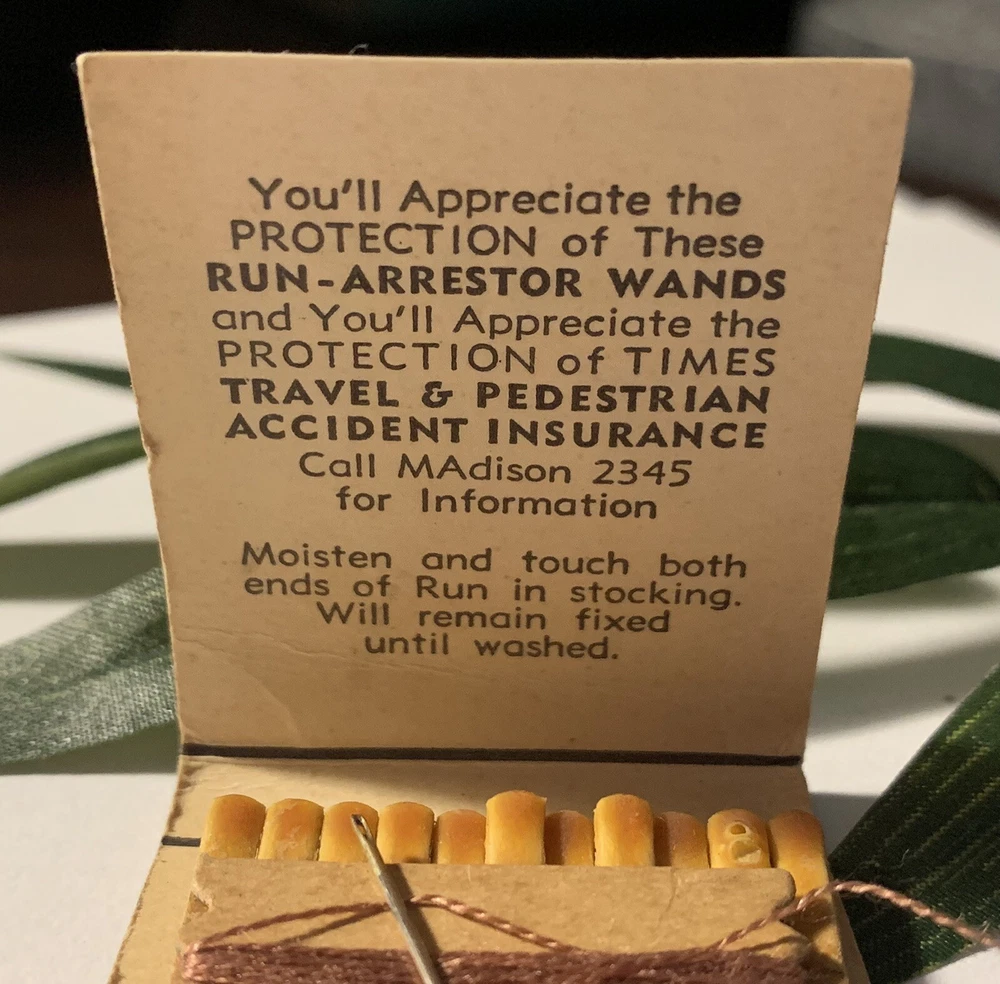 You'll Appreciate the
PROTECTION of These
RUN-ARRESTOR WANDS
and You'll Appreciate the
PROTECTION of TIMES
TRAVEL & PEDESTRIAN
ACCIDENT INSURANCE
Call MAdison 2345
for Information
Moisten and touch both
ends of Run in stocking.
Will remain fixed
until washed.